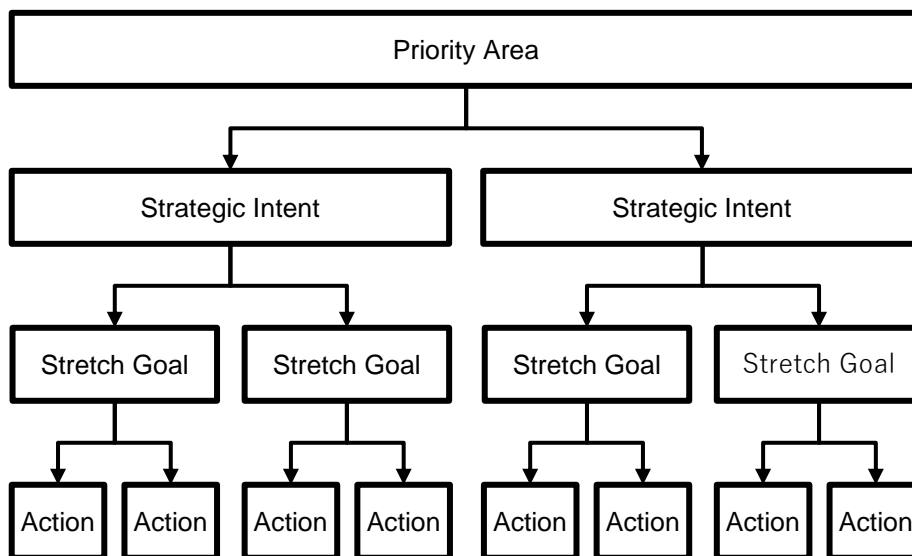 Priority Area
Strategic Intent
Strategic Intent
Stretch Goal
Stretch Goal
Stretch Goal
Stretch Goal
Action
Action
Action
Action
Action
Action
Action
Action